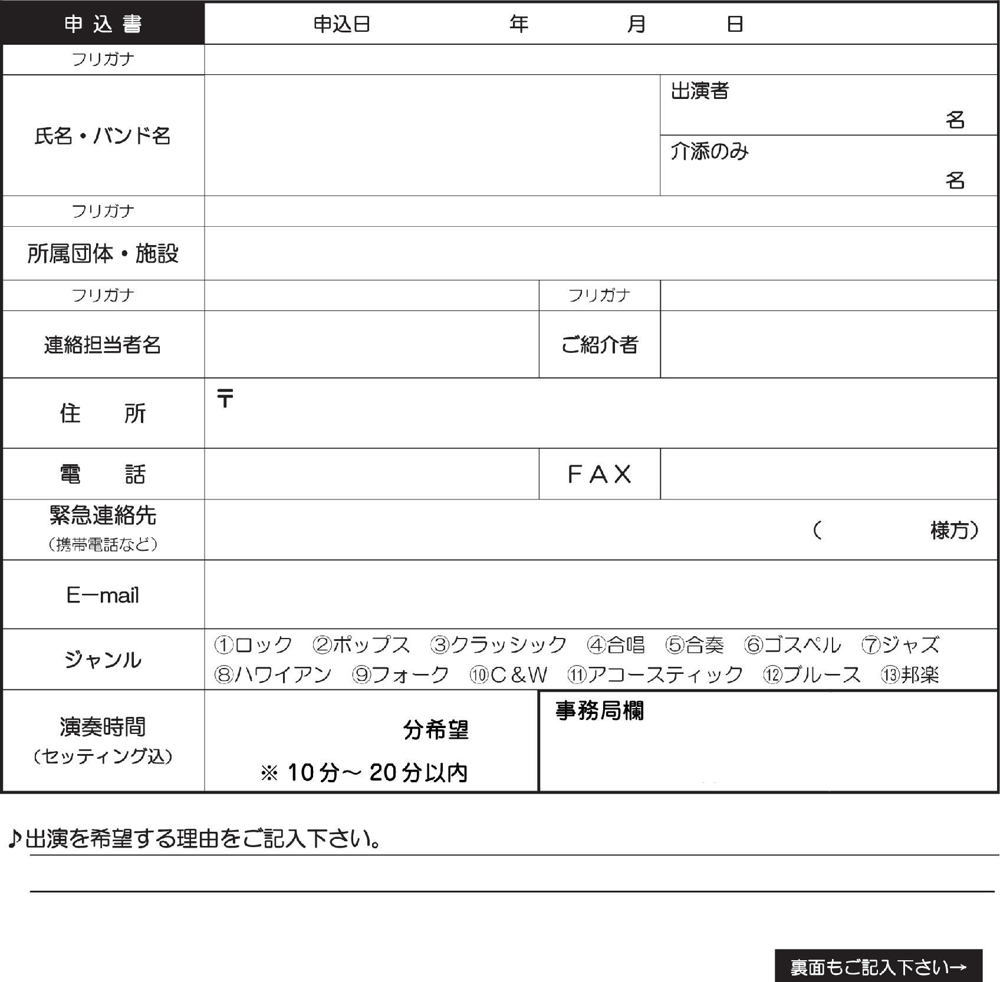 申 込 書　申込日　年　月　日
フリガナ
氏名・バンド名
出演者
名
介添のみ
名
フリガナ
所属団体・施設
フリガナ　フリガナ
連絡担当者名　ご紹介者
住　所　〒
電　話　ＦＡＸ
緊急連絡先
（携帯電話など）
（　様方）
E－mail
ジャンル
①ロック　②ポップス　③クラッシック　④合唱　⑤合奏　⑥ゴスペル　⑦ジャズ
⑧ハワイアン　⑨フォーク　⑩Ｃ＆Ｗ　⑪アコースティック　⑫ブルース　⑬邦楽
演奏時間
（セッティング込）
分希望
※ 10 分～ 20 分以内
事務局欄
♪出演を希望する理由をご記入下さい。
裏面もご記入下さい→